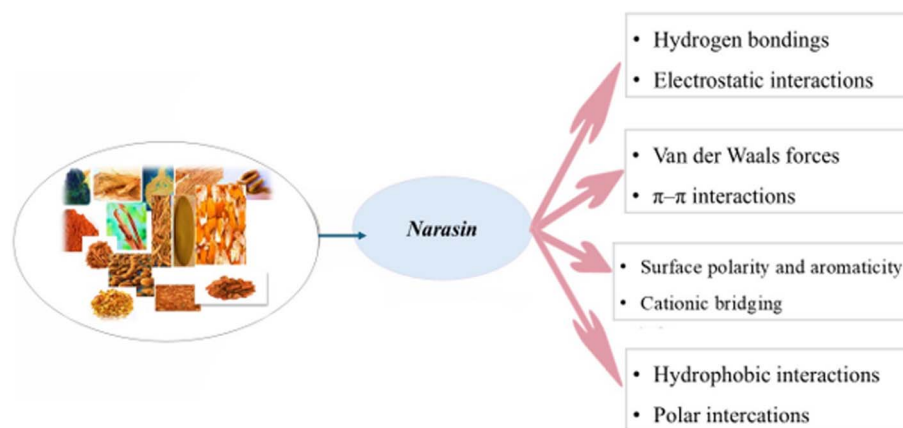 • Hydrogen bondings
• Electrostatic interactions
• Van der Waals forces
• π–π interactions
Narasin
• Surface polarity and aromaticity
• Cationic bridging
• Hydrophobic interactions
• Polar intercations